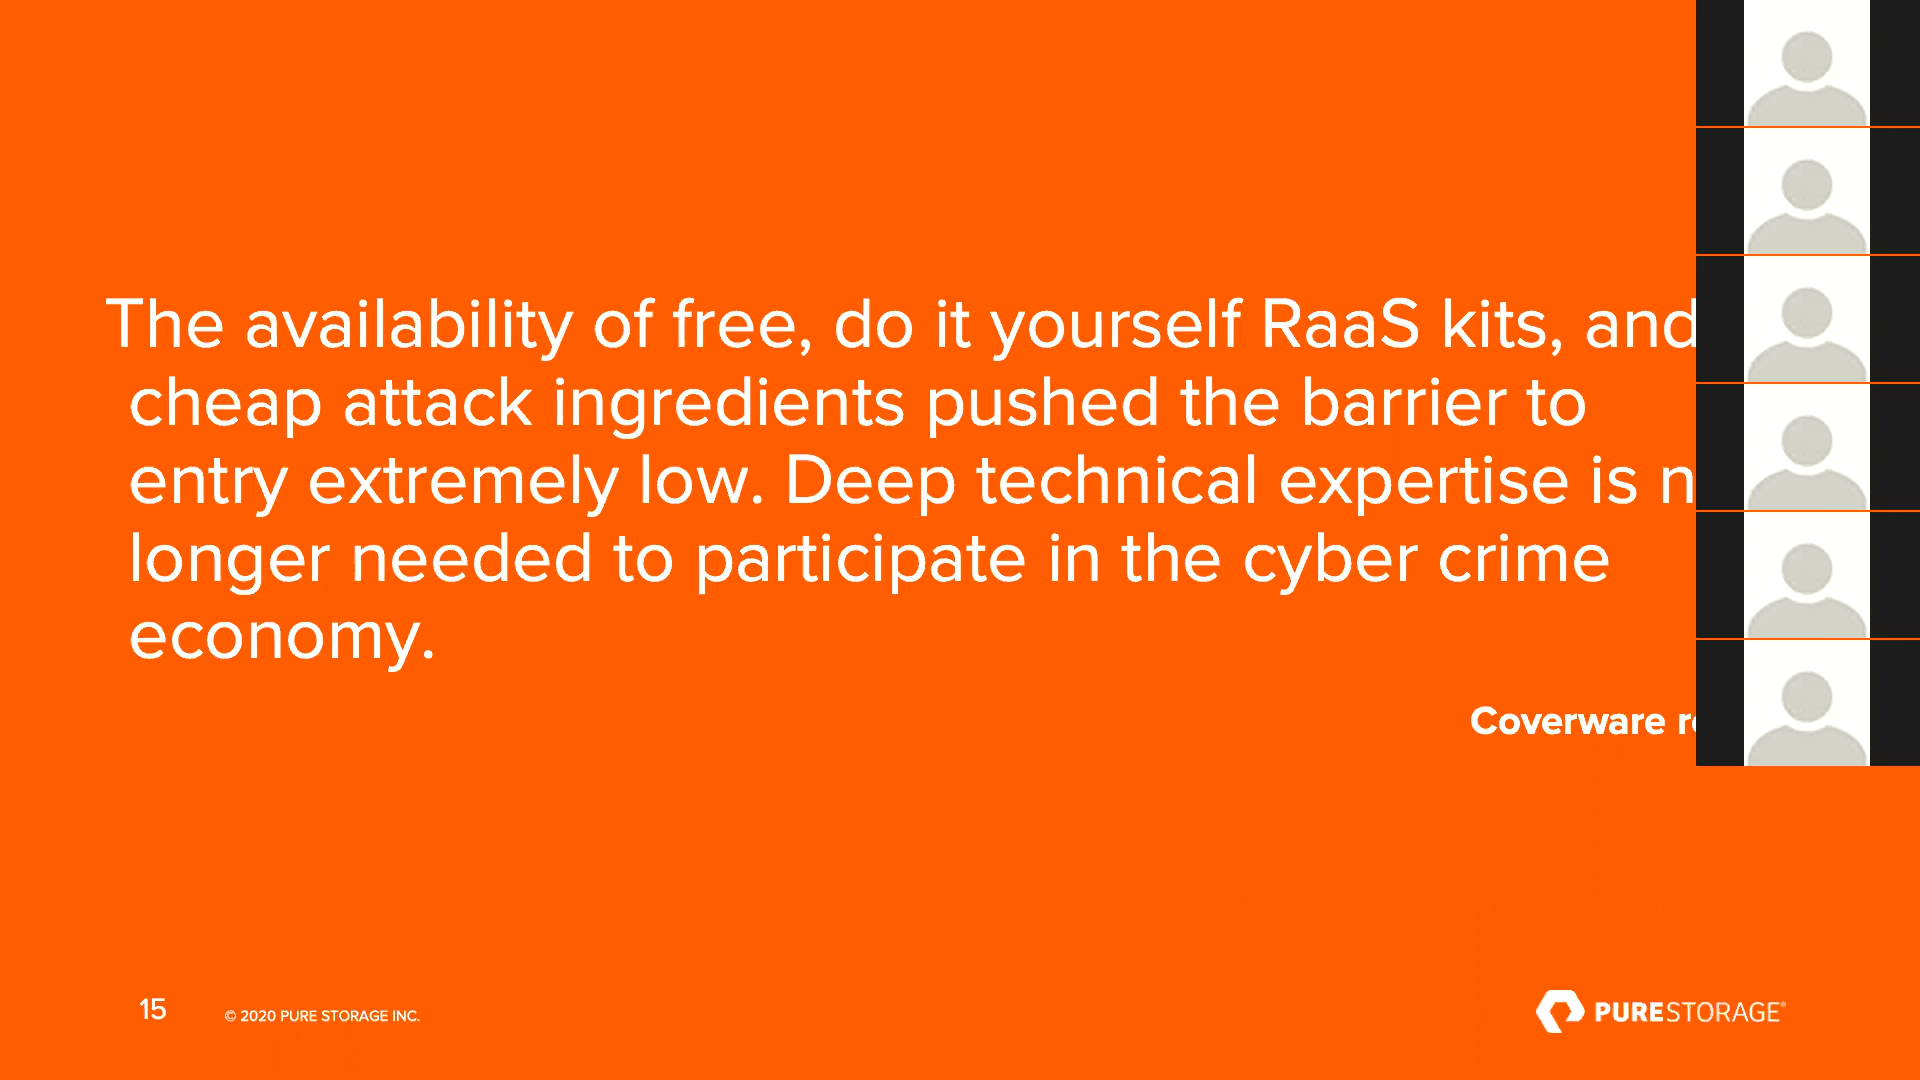 The availability of free, do it yourself RaaS kits, and
cheap attack ingredients pushed the barrier to
entry extremely low. Deep technical expertise is n
longer needed to participate in the cyber crime
economy.
Coverware
15
© 2020 PURE STORAGE INC.
PURESTORAGE®